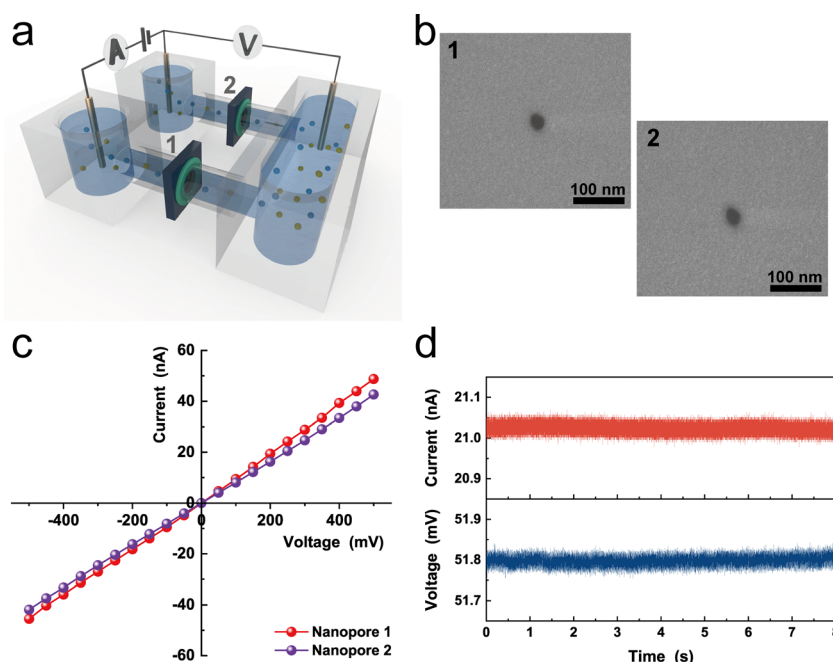 a
A
V
2
1
b
1
100 nm
2
100 nm
c
Current (nA)
60
40
20
0
-20
-40
-60
-400
-200
0
200
400
Voltage (mV)
Nanopore 1
Nanopore 2
d
Current (nA)
21.1
21.0
20.9
Voltage (mV)
51.9
51.8
51.7
0 1 2 3 4 5 6 7 8
Time (s)